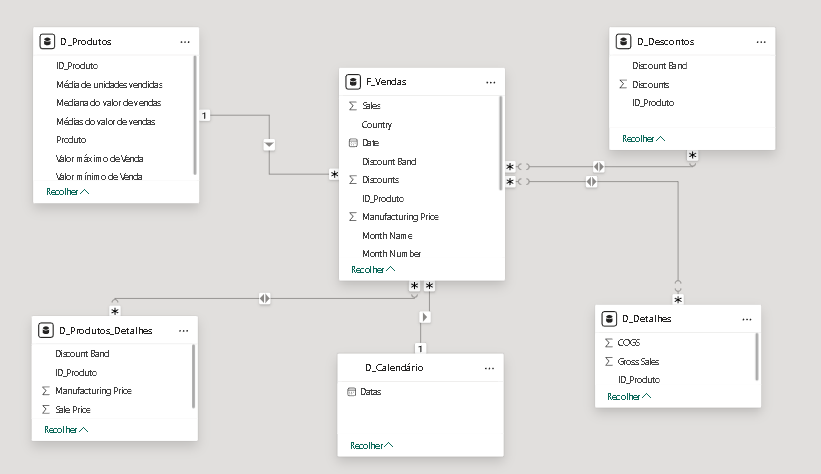 D_Produtos
ID_Produto
Média de unidades vendidas
Mediana do valor de vendas
Médias do valor de vendas
Produto
Valor máximo de Venda
Valor mínimo de Venda
Recolher
F_Vendas
Sales
Country
Date
Discount Band
Discounts
ID_Produto
Manufacturing Price
Month Name
Month Number
Recolher
D_Descontos
Discount Band
Discounts
ID_Produto
Recolher
1
*
*
*
*
*
*
*
*
1
D_Produtos_Detalhes
Discount Band
ID_Produto
Manufacturing Price
Sale Price
Recolher
D_Calendário
Datas
Recolher
D_Detalhes
COGS
Gross Sales
ID_Produto
Recolher